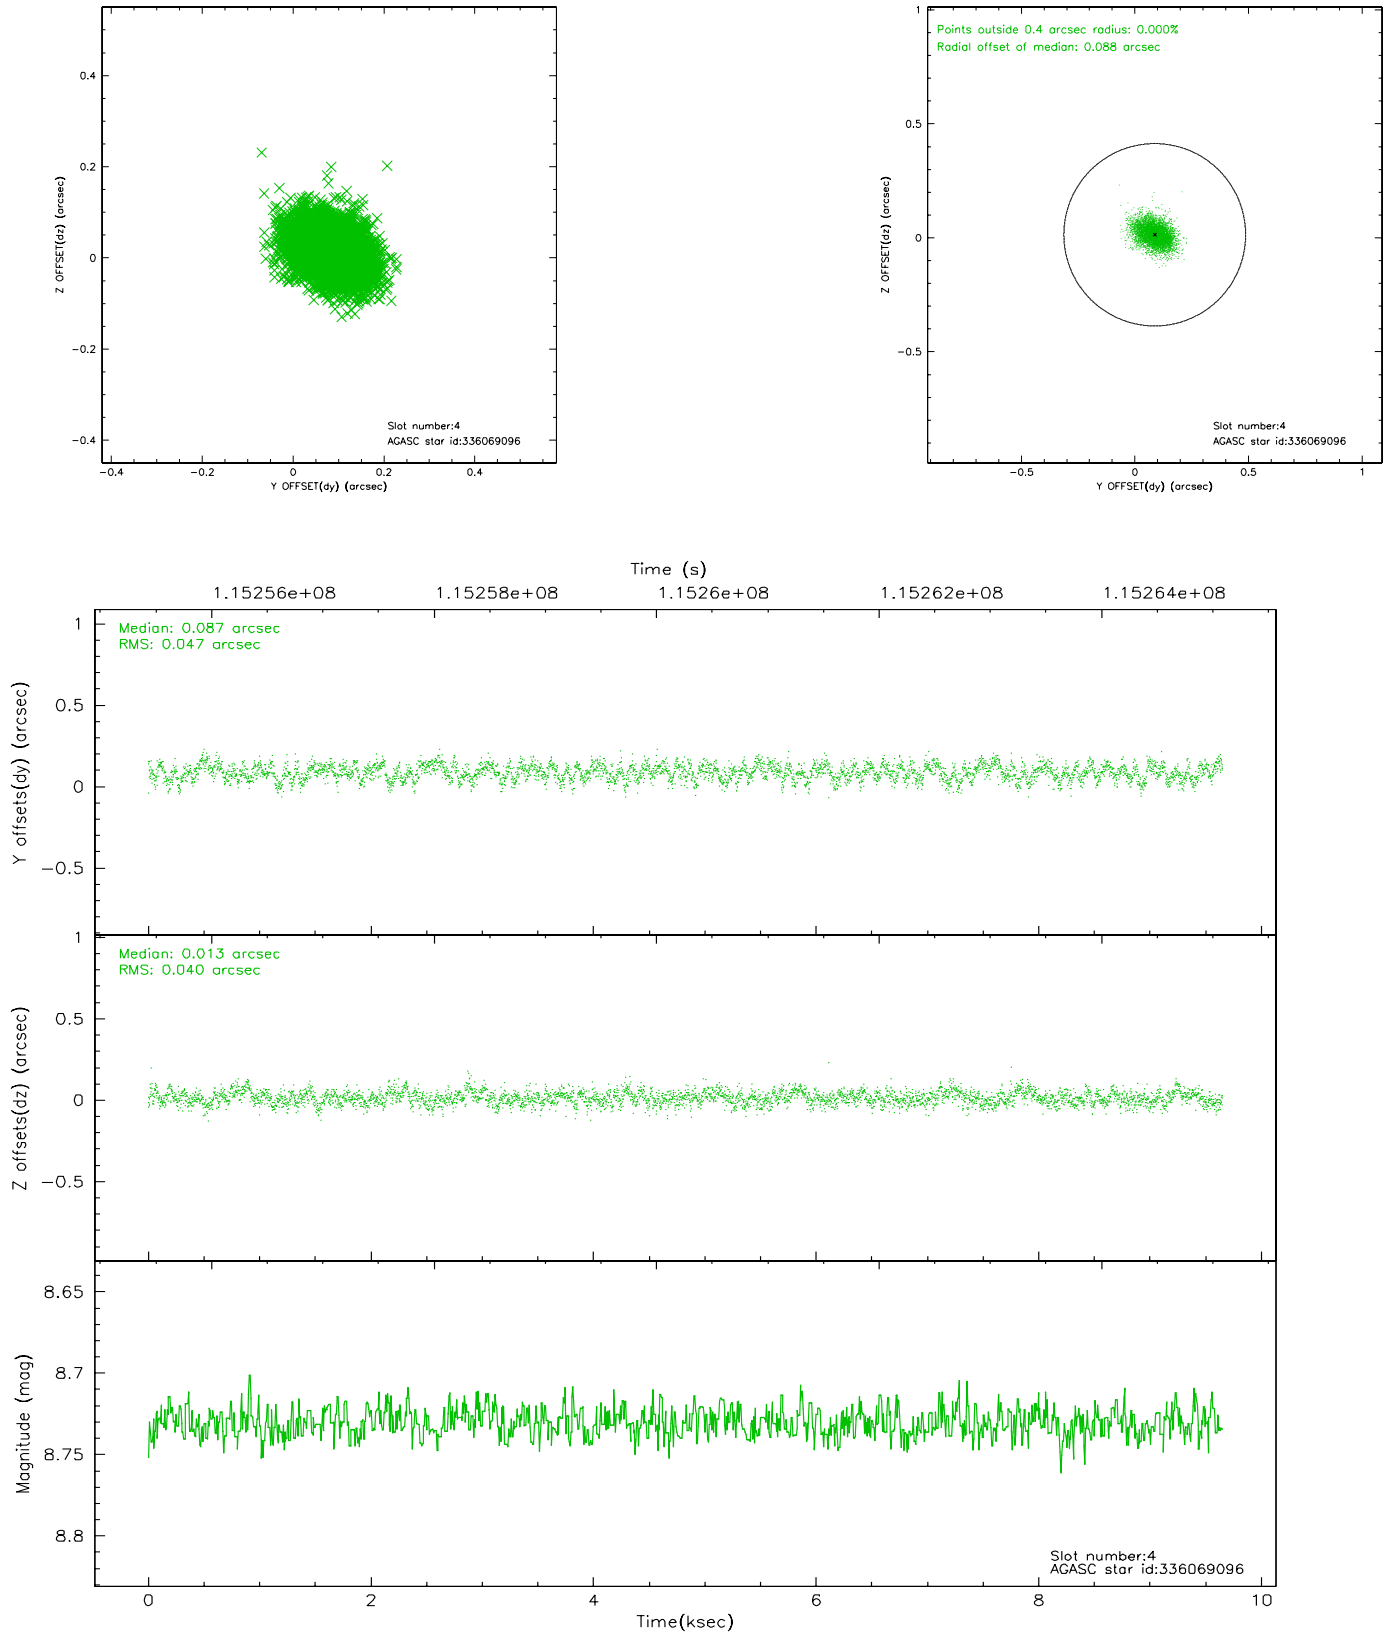 0.4
0.2
0
−0.2
−0.4
Z OFFSET(dz) (arcsec)
Slot number:4
AGASC star id:336069096
−0.4 −0.2 0 0.2 0.4
Y OFFSET(dy) (arcsec)
1
0.5
0
−0.5
Z OFFSET(dz) (arcsec)
Points outside 0.4 arcsec radius: 0.000%
Radial offset of median: 0.088 arcsec
Slot number:4
AGASC star id:336069096
−0.5 0 0.5 1
Y OFFSET(dy) (arcsec)
Time (s)
1.15256e+08 1.15258e+08 1.1526e+08 1.15262e+08 1.15264e+08
1
0.5
0
−0.5
Y offsets(dy) (arcsec)
Median: 0.087 arcsec
RMS: 0.047 arcsec
1
0.5
0
−0.5
Z offsets(dz) (arcsec)
Median: 0.013 arcsec
RMS: 0.040 arcsec
8.65
8.7
8.75
8.8
Magnitude (mag)
Slot number:4
AGASC star id:336069096
0 2 4 6 8 10
Time(ksec)